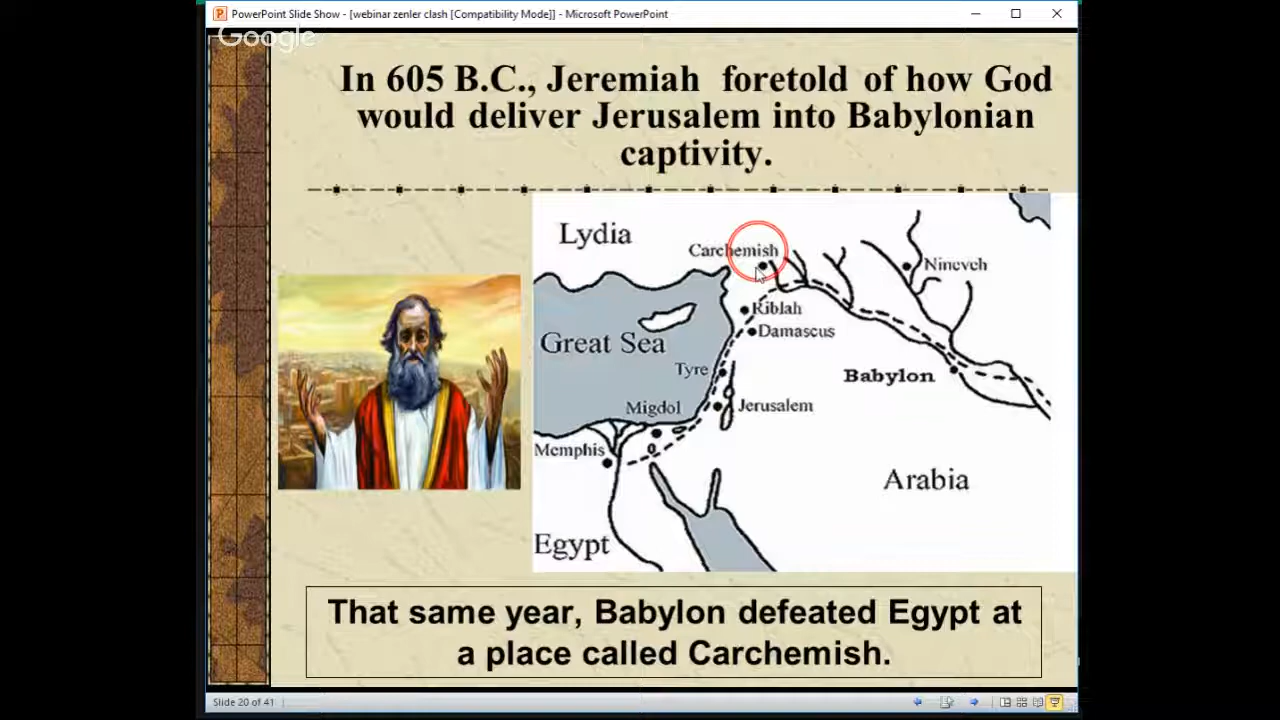 PowerPoint Slide Show - [webinar zenler clash [Compatibility Mode]] - Microsoft PowerPoint
Google
In 605 B.C., Jeremiah foretold of how God
would deliver Jerusalem into Babylonian
captivity.
Lydia
Carchemish
Nineveh
Riblah
Damascus
Great Sea
Tyre
Babylon
Migdol
Jerusalem
Memphis
Arabia
Egypt
That same year, Babylon defeated Egypt at
a place called Carchemish.
Slide 20 of 41